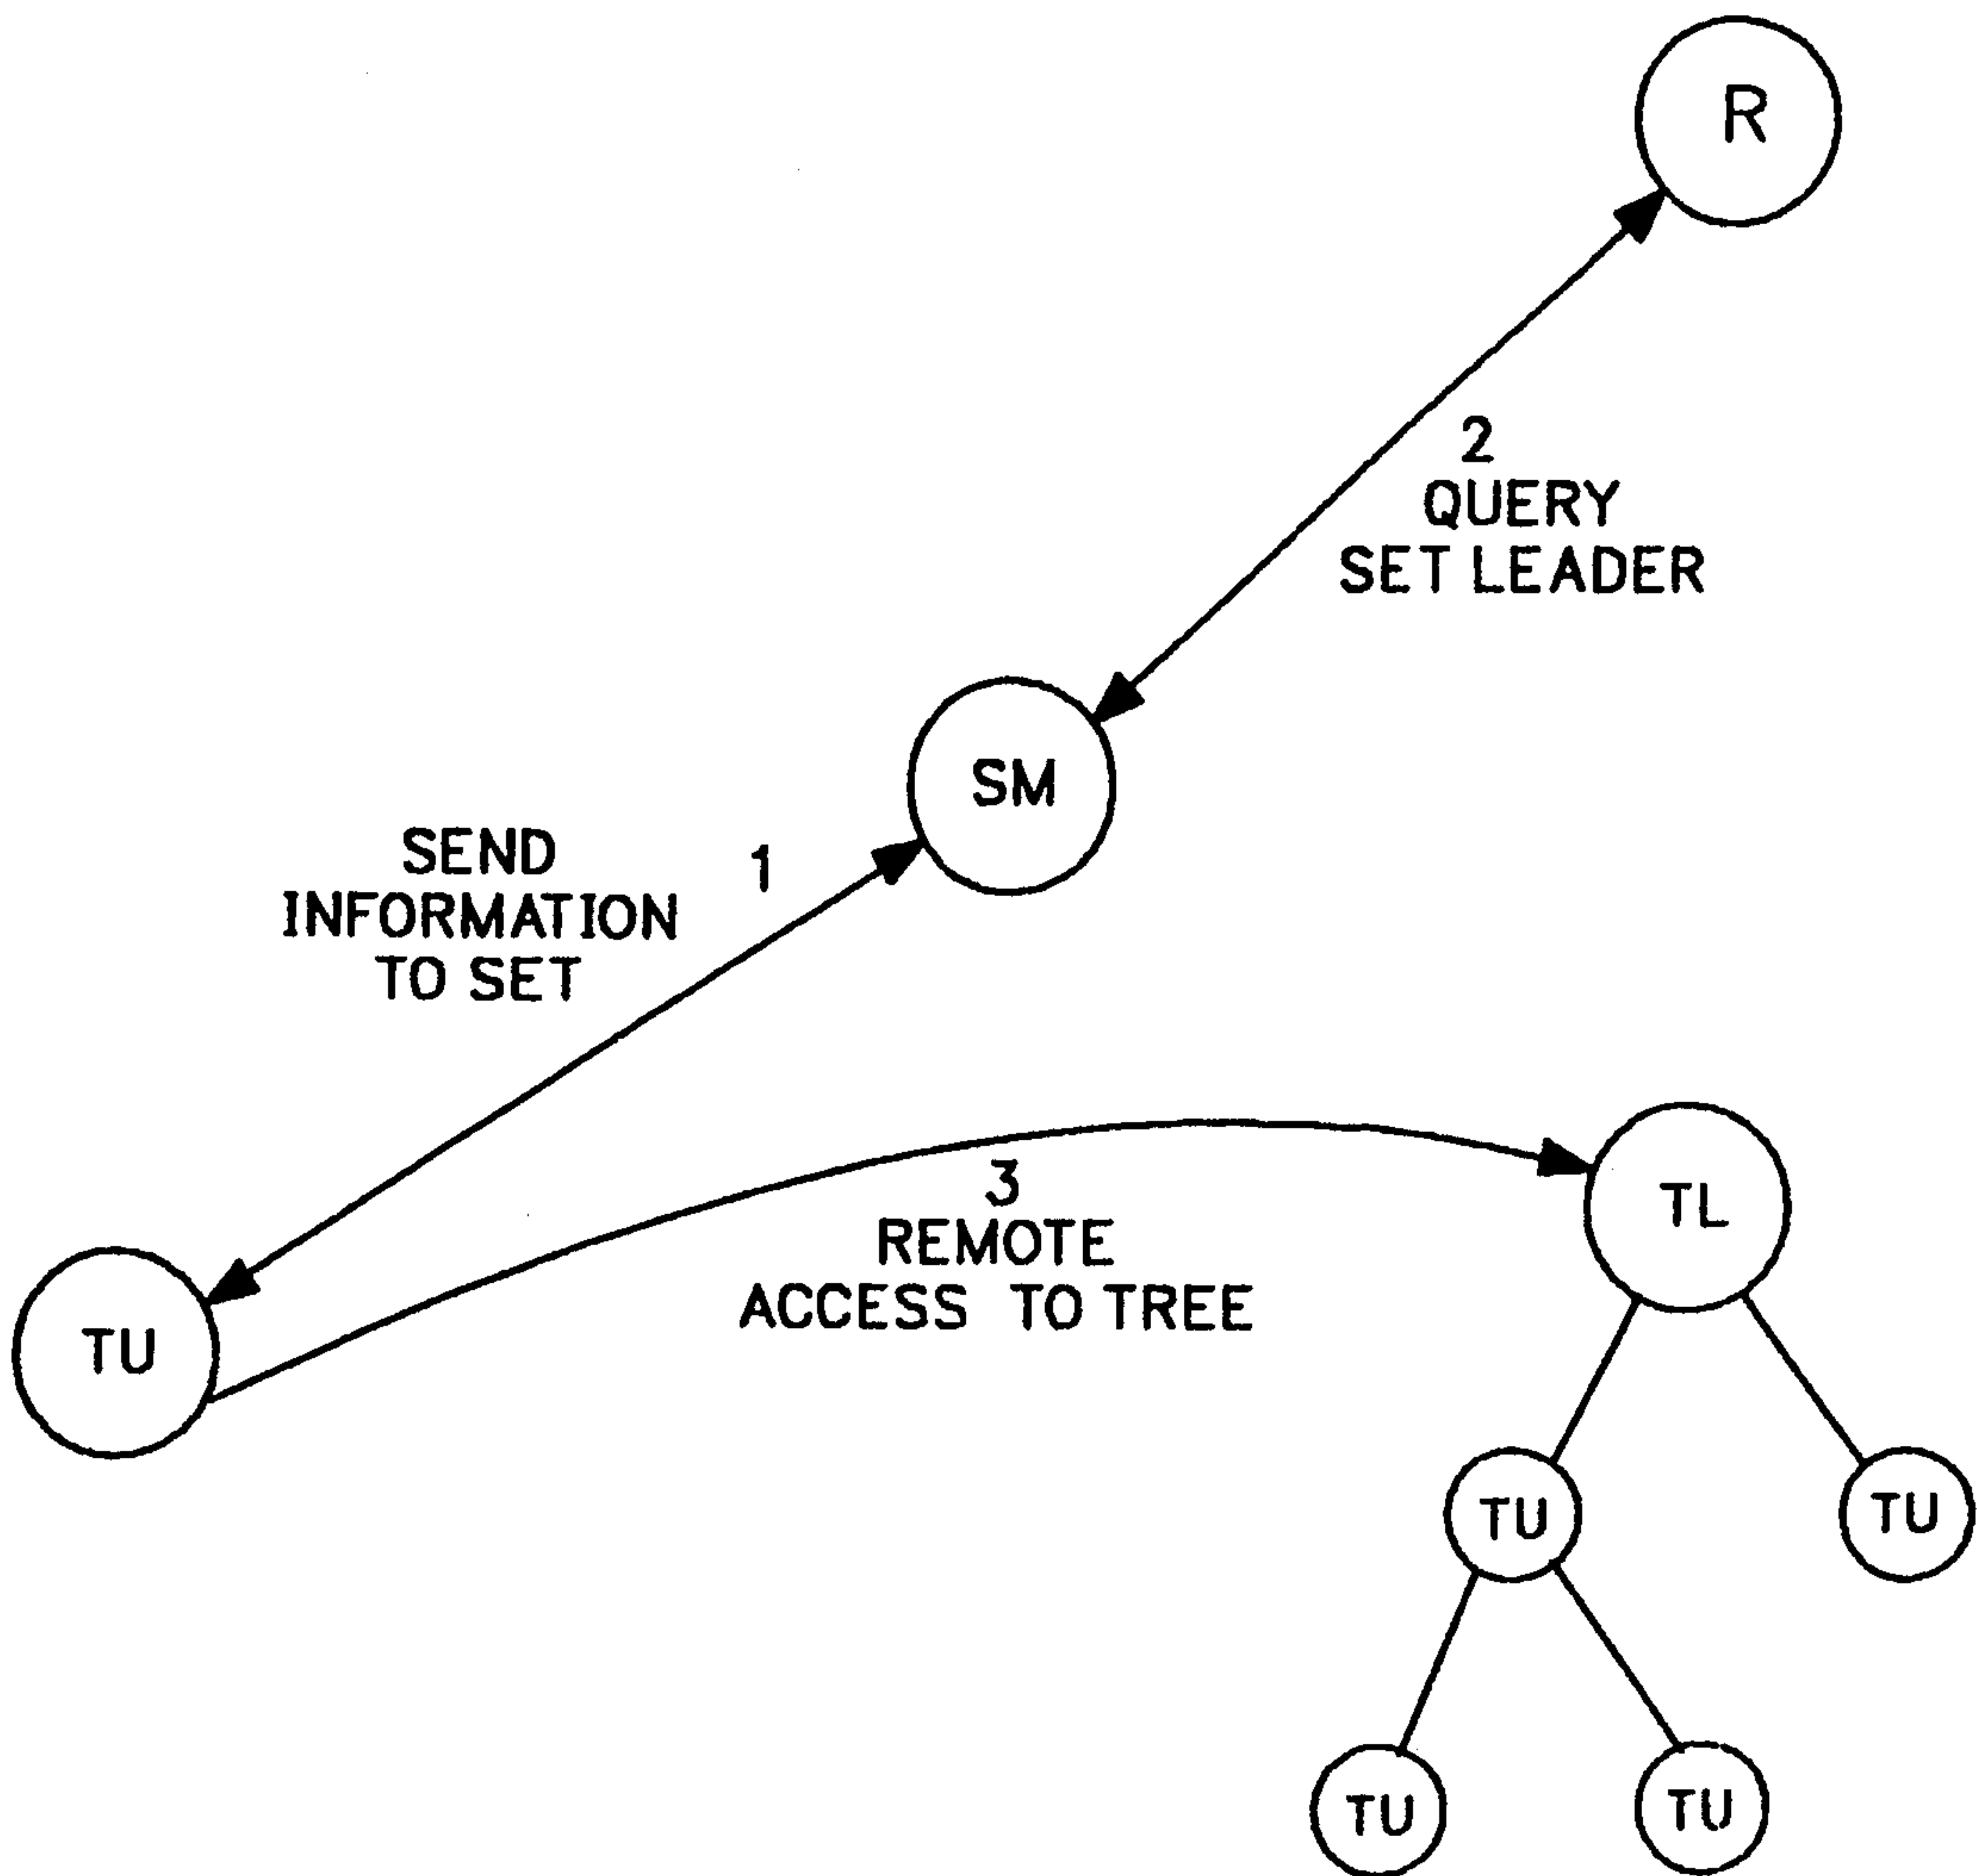 R
2
QUERY
SET LEADER
SM
SEND
INFORMATION
TO SET
1
3
REMOTE
ACCESS TO TREE
TL
TU
TU
TU
TU
TU